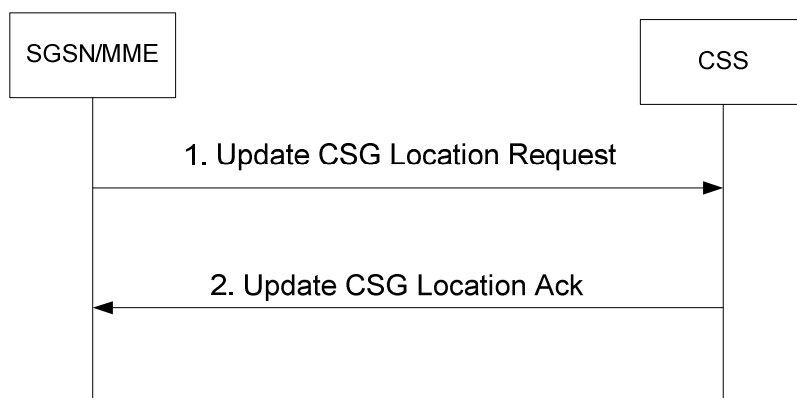 SGSN/MME
CSS
1. Update CSG Location Request
2. Update CSG Location Ack